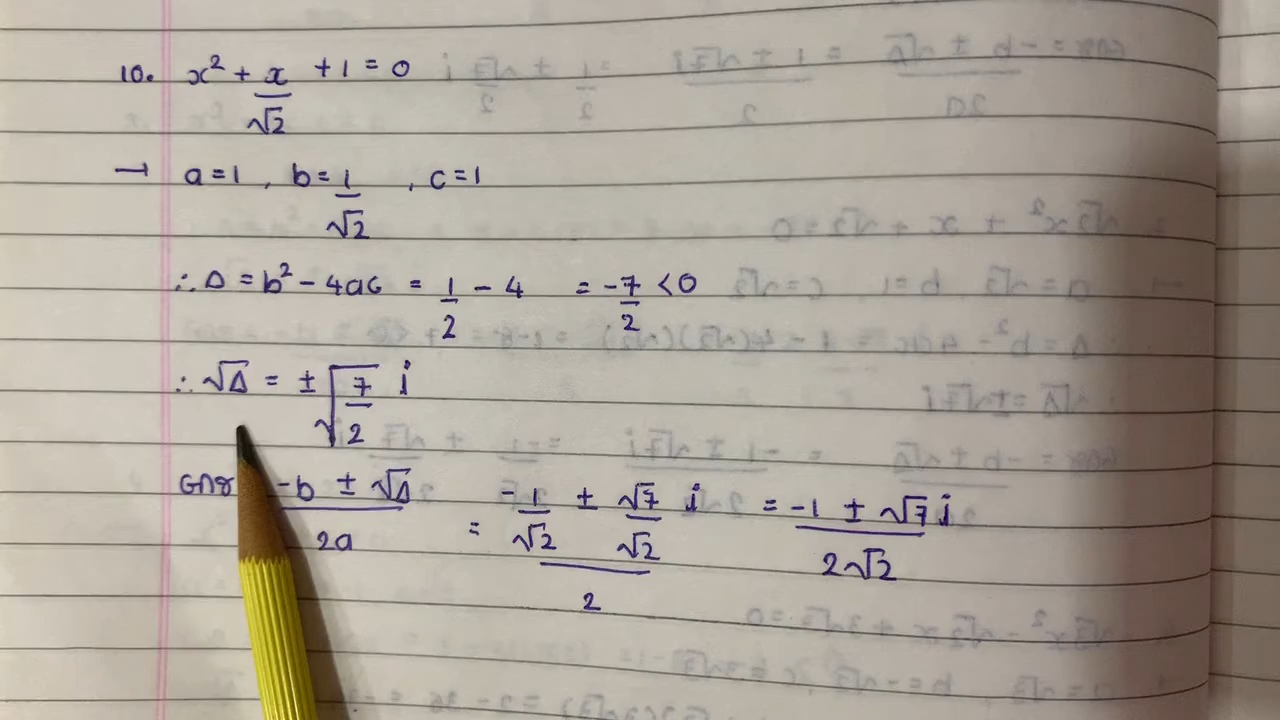 10. x² + x/√2 + 1 = 0
→ a=1, b=1/√2, c=1
∴ Δ = b² - 4ac = 1/2 - 4 = -7/2 < 0
∴ √Δ = ± √(7/2) i
-b ± √Δ / 2a = (-1/√2 ± √7/√2 i) / 2 = -1 ± √7 i / 2√2